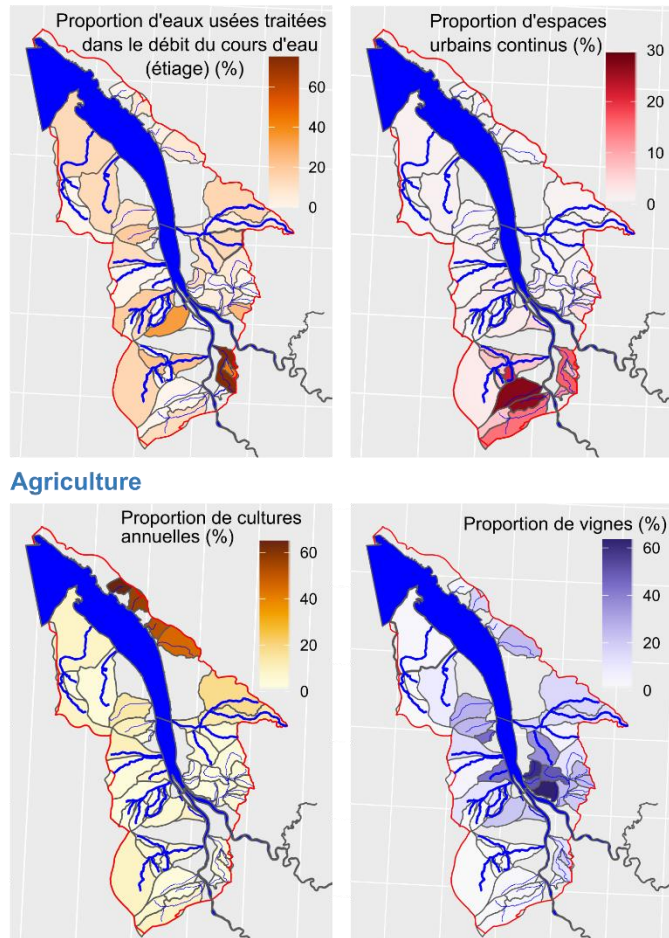 Proportion d'eaux usées traitées
dans le débit du cours d'eau
(étiage) (%)
60
40
20
0
Proportion d'espaces
urbains continus (%)
30
20
10
0
Agriculture
Proportion de cultures
annuelles (%)
60
40
20
0
Proportion de vignes (%)
60
40
20
0